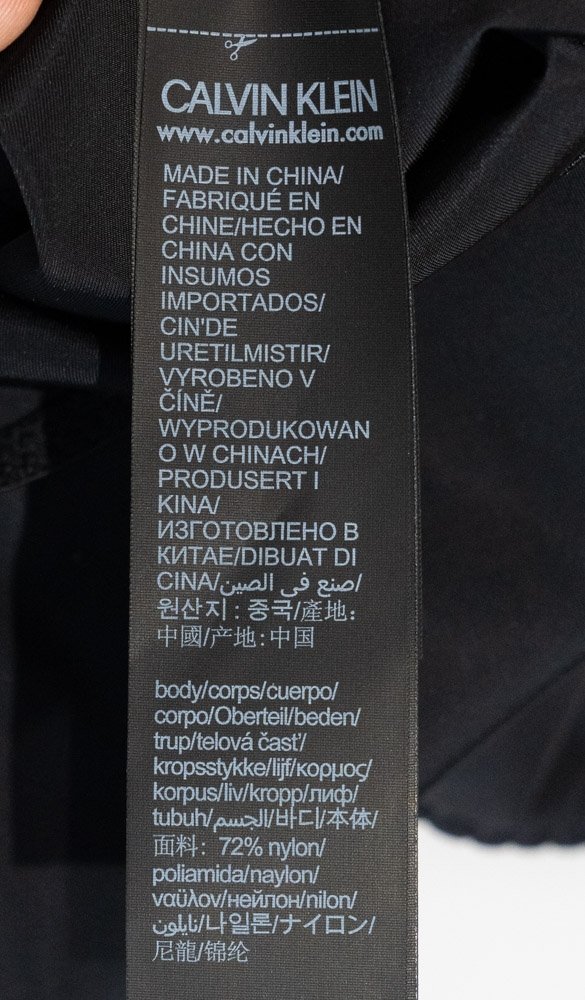 CALVIN KLEIN
www.calvinklein.com
MADE IN CHINA/
FABRIQUÉ EN
CHINE/HECHO EN
CHINA CON
INSUMOS
IMPORTADOS/
CIN'DE
URETILMISTIR/
VYROBENO V
ČÍNĚ/
WYPRODUKOWAN
O W CHINACH/
PRODUSERT I
KINA/
ИЗГОТОВЛЕНО В
КИТАЕ/DIBUAT DI
CINA/صنع في الصين/
원산지 : 중국/產地:
中國/产地:中国
body/corps/cuerpo/
corpo/Oberteil/beden/
trup/telová časť/
kropsstykke/lijf/κορμος/
korpus/liv/kropp/лиф/
tubuh/الجسم/바디/本体/
面料: 72% nylon/
poliamida/naylon/
ναϋλον/нейлон/nilon/
نايلون/나일론/ナイロン/
尼龍/锦纶